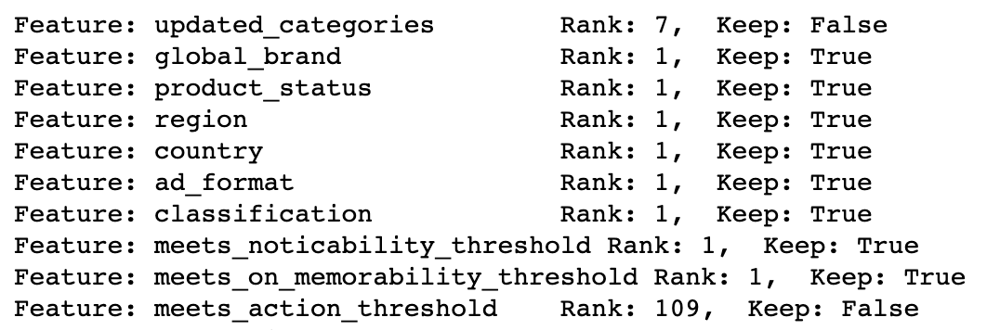 Feature: updated_categories Rank: 7, Keep: False
Feature: global_brand Rank: 1, Keep: True
Feature: product_status Rank: 1, Keep: True
Feature: region Rank: 1, Keep: True
Feature: country Rank: 1, Keep: True
Feature: ad_format Rank: 1, Keep: True
Feature: classification Rank: 1, Keep: True
Feature: meets_noticability_threshold Rank: 1, Keep: True
Feature: meets_on_memorability_threshold Rank: 1, Keep: True
Feature: meets_action_threshold Rank: 109, Keep: False